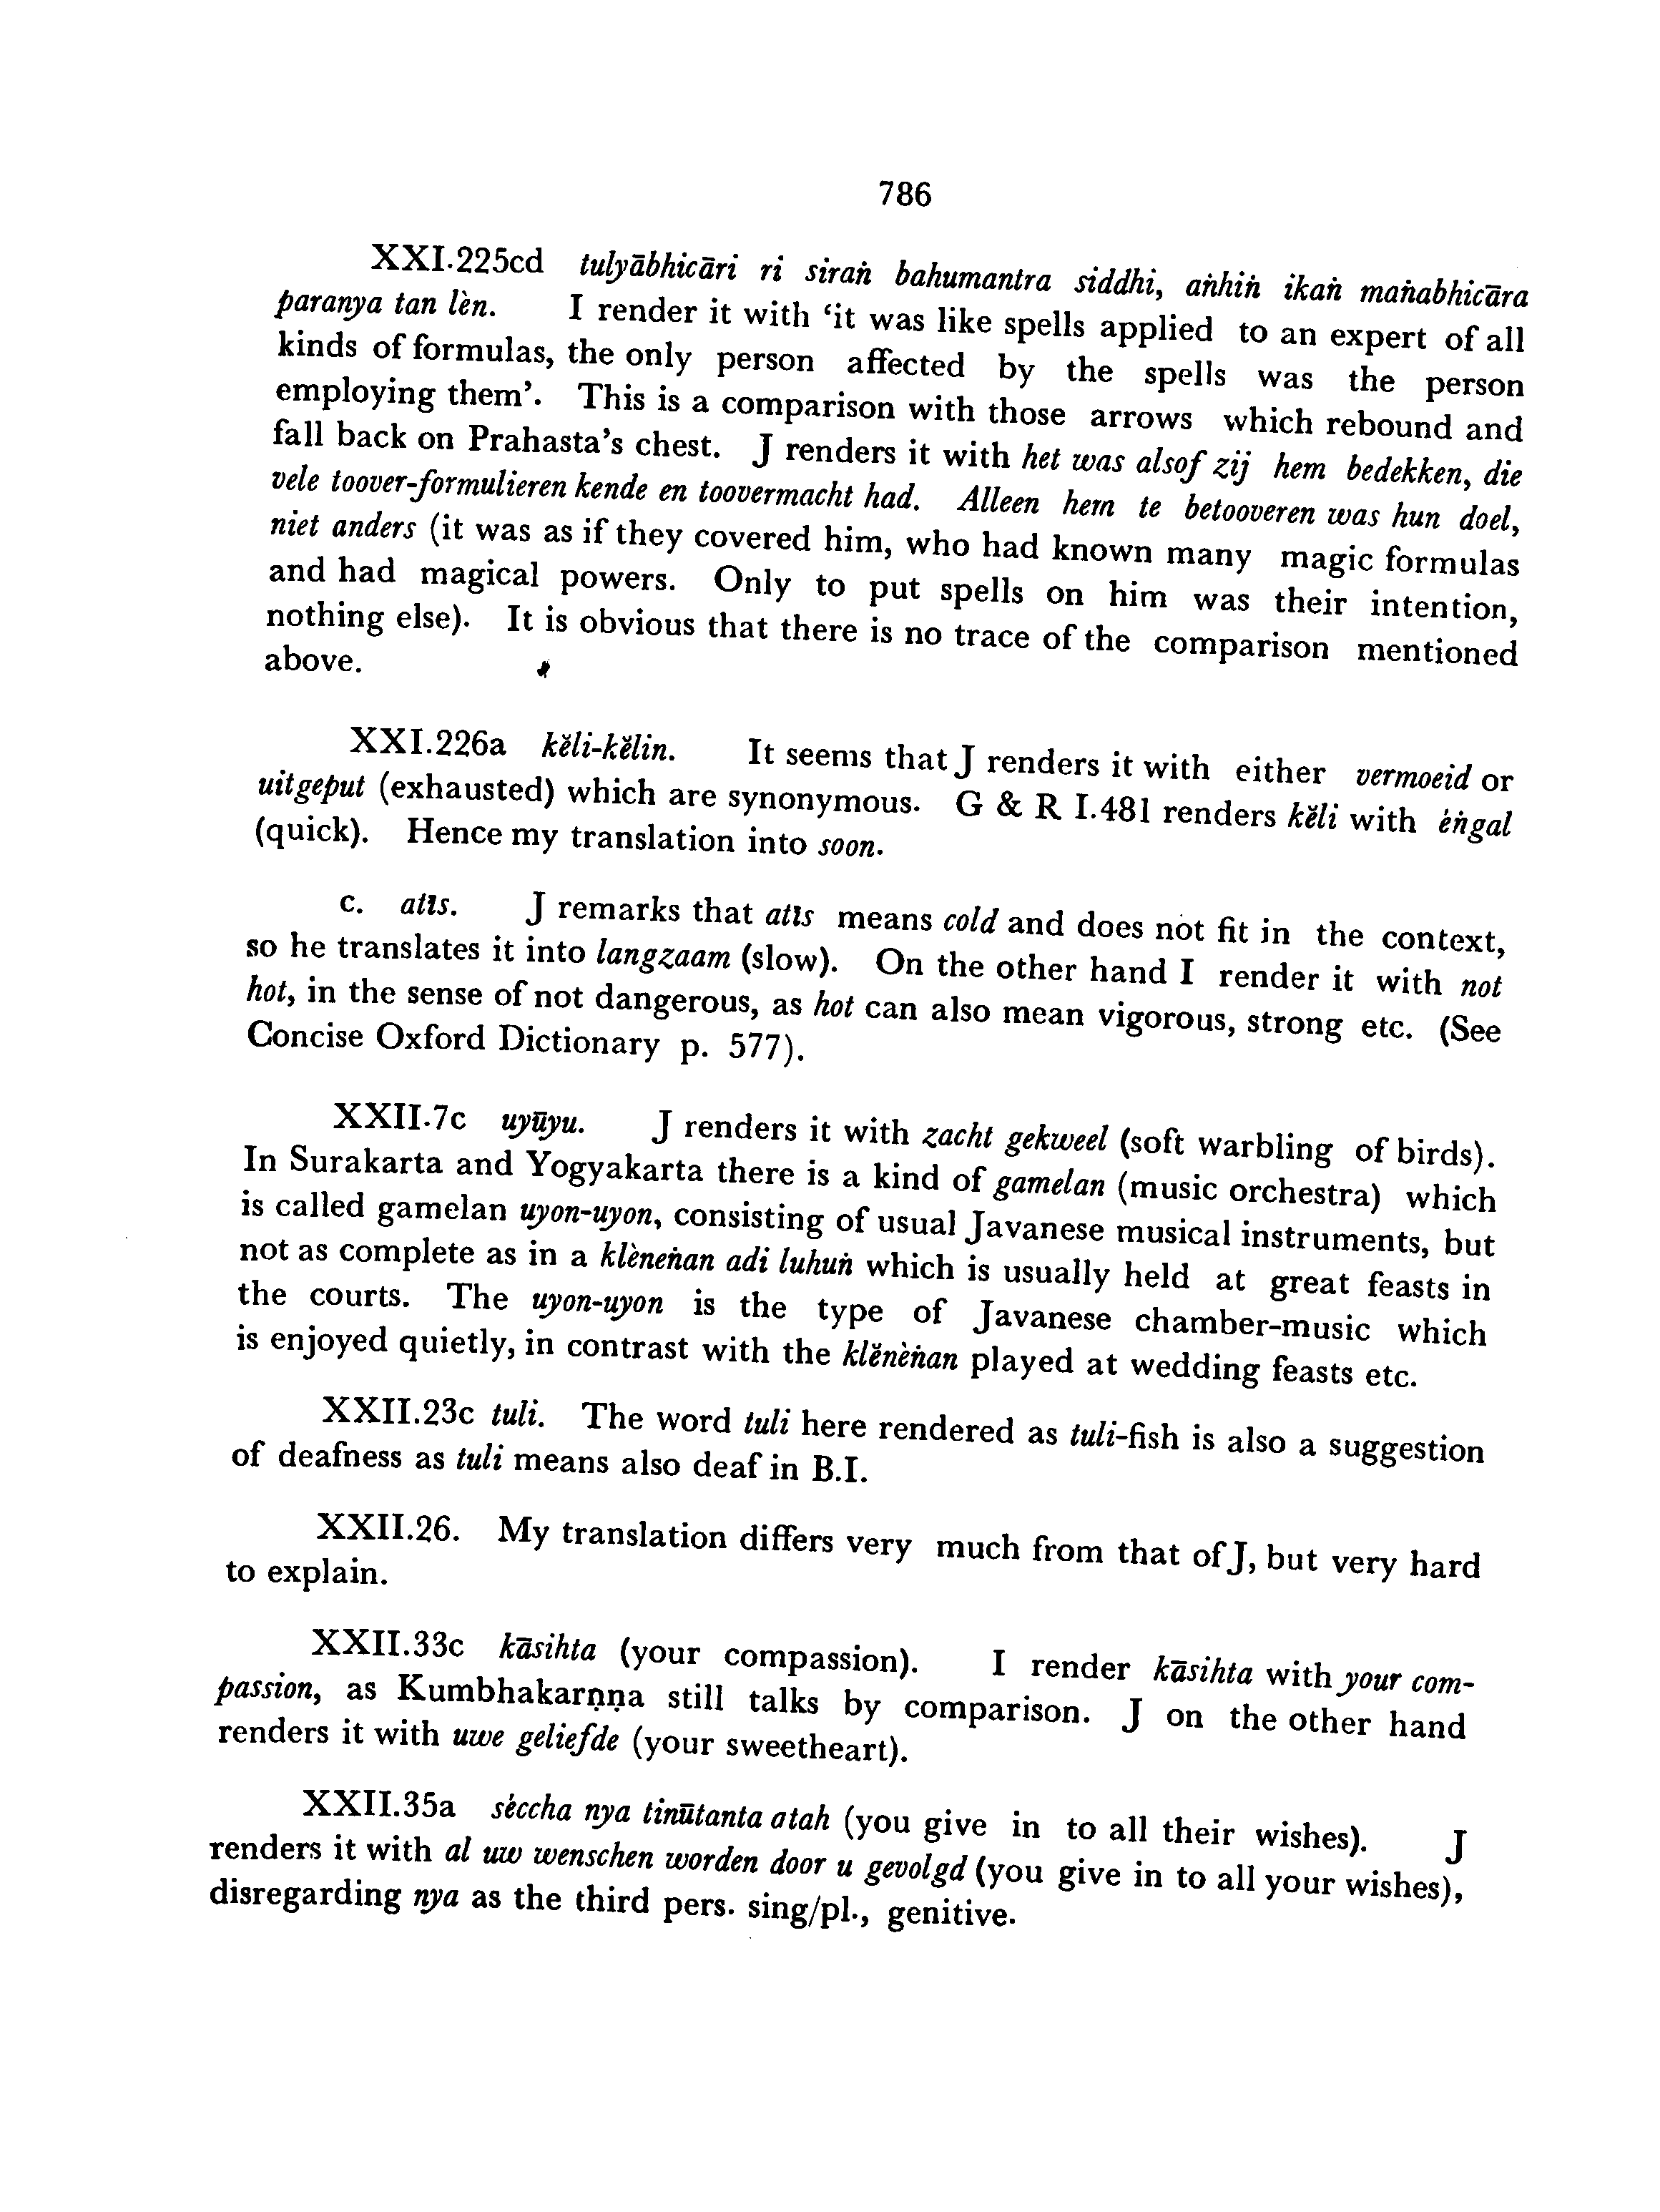 786
XXI.225cd tulyābhicāri ri siraṅ bahumantra siddhi, aṅhiṅ ikaṅ maṅabhicāra
paranya tan lèn. I render it with ‘it was like spells applied to an expert of all
kinds of formulas, the only person affected by the spells was the person
employing them’. This is a comparison with those arrows which rebound and
fall back on Prahasta’s chest. J renders it with het was alsof zij hem bedekken, die
vele toover-formulieren kende en toovermacht had. Alleen hem te betooveren was hun doel,
niet anders (it was as if they covered him, who had known many magic formulas
and had magical powers. Only to put spells on him was their intention,
nothing else). It is obvious that there is no trace of the comparison mentioned
above.
XXI.226a kĕli-kĕlin. It seems that J renders it with either vermoeid or
uitgeput (exhausted) which are synonymous. G & R I.481 renders kĕli with èṅgal
(quick). Hence my translation into soon.
c. atīs. J remarks that atīs means cold and does not fit in the context,
so he translates it into langzaam (slow). On the other hand I render it with not
hot, in the sense of not dangerous, as hot can also mean vigorous, strong etc. (See
Concise Oxford Dictionary p. 577).
XXII.7c uyūyu. J renders it with zacht gekweel (soft warbling of birds).
In Surakarta and Yogyakarta there is a kind of gamelan (music orchestra) which
is called gamelan uyon-uyon, consisting of usual Javanese musical instruments, but
not as complete as in a klèneṅan adi luhuṅ which is usually held at great feasts in
the courts. The uyon-uyon is the type of Javanese chamber-music which
is enjoyed quietly, in contrast with the klĕnèṅan played at wedding feasts etc.
XXII.23c tuli. The word tuli here rendered as tuli-fish is also a suggestion
of deafness as tuli means also deaf in B.I.
XXII.26. My translation differs very much from that of J, but very hard
to explain.
XXII.33c kāsihta (your compassion). I render kāsihta with your com-
passion, as Kumbhakarṇṇa still talks by comparison. J on the other hand
renders it with uwe geliefde (your sweetheart).
XXII.35a sèccha nya tinūtanta atah (you give in to all their wishes). J
renders it with al uw wenschen worden door u gevolgd (you give in to all your wishes),
disregarding nya as the third pers. sing/pl., genitive.